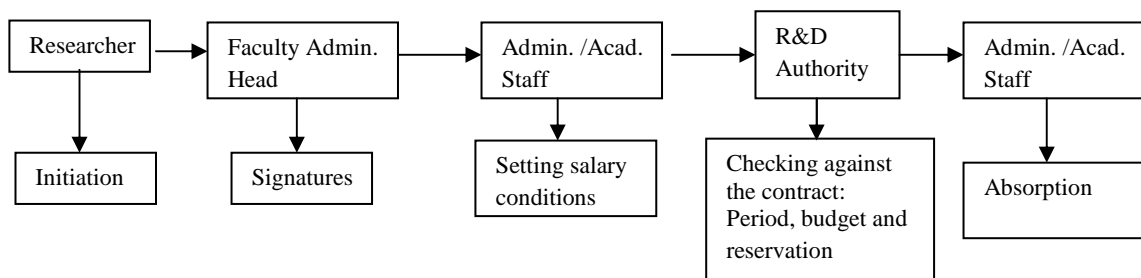 Researcher
Faculty Admin.
Head
Admin. /Acad.
Staff
R&D
Authority
Admin. /Acad.
Staff
Initiation
Signatures
Setting salary
conditions
Checking against
the contract:
Period, budget and
reservation
Absorption